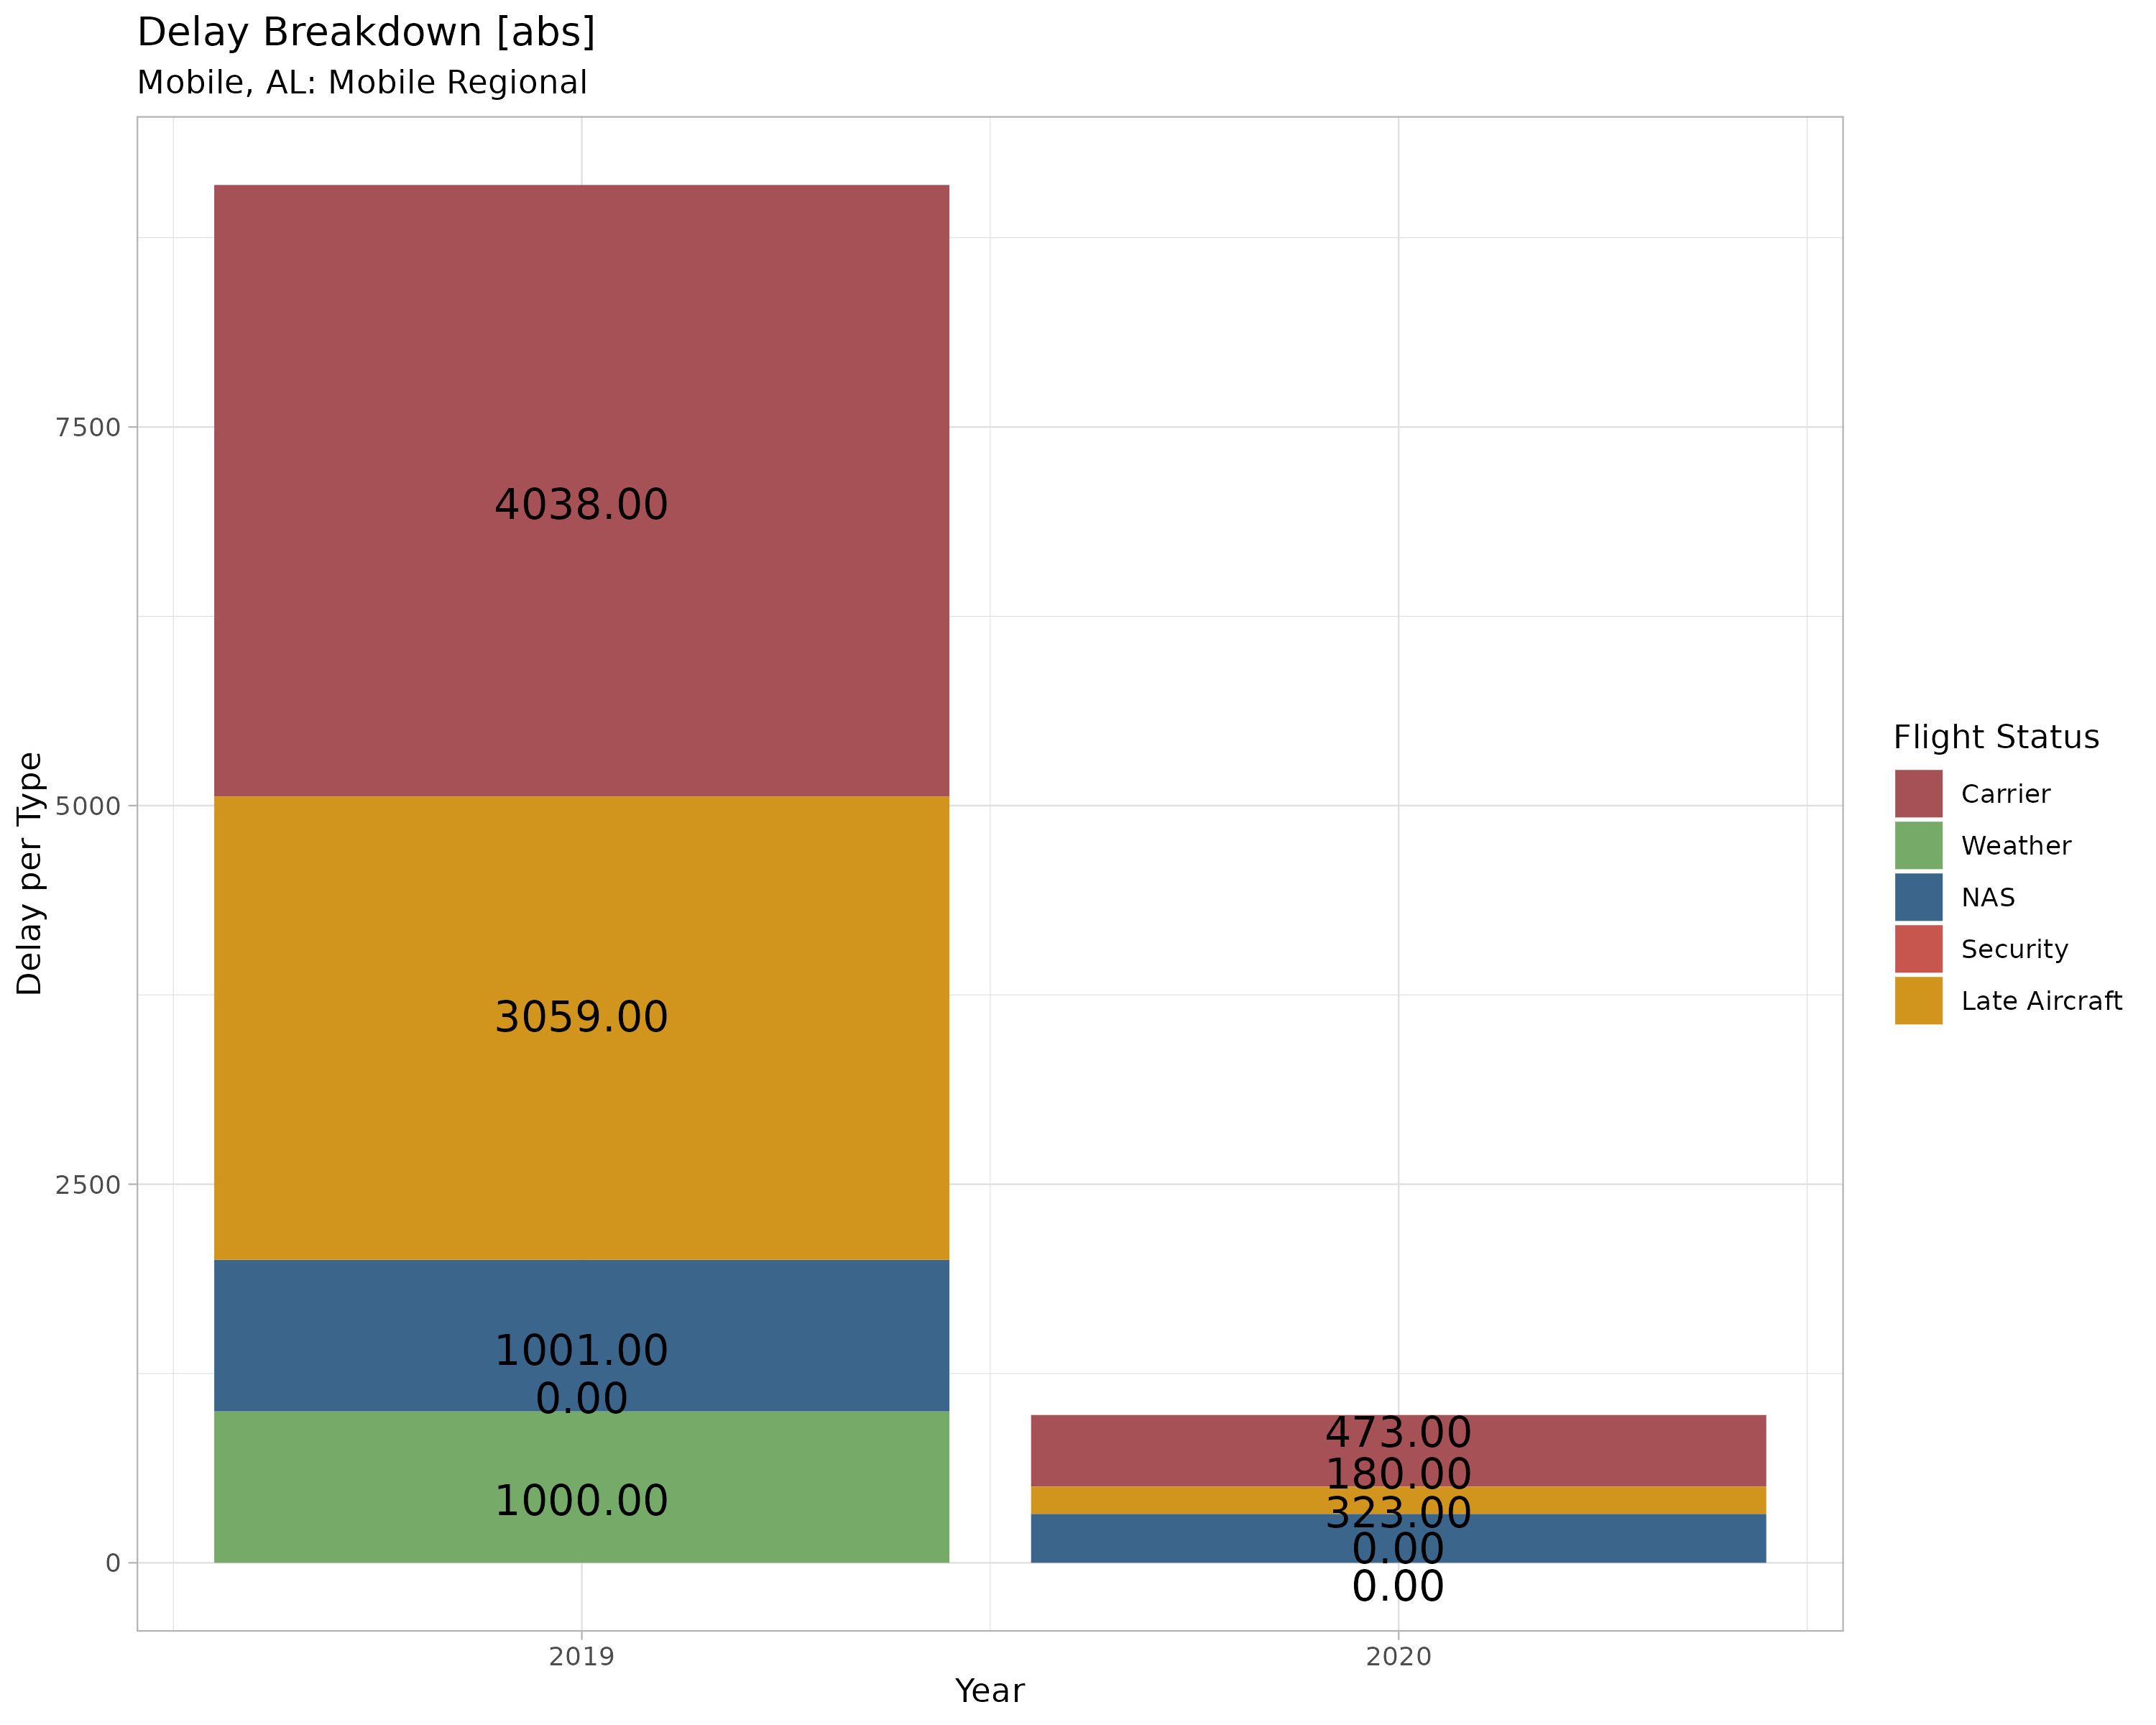 Delay Breakdown [abs]
Mobile, AL: Mobile Regional
Delay per Type
7500
5000
2500
0
4038.00
3059.00
1001.00
0.00
1000.00
473.00
180.00
323.00
0.00
0.00
2019
2020
Year
Flight Status
Carrier
Weather
NAS
Security
Late Aircraft